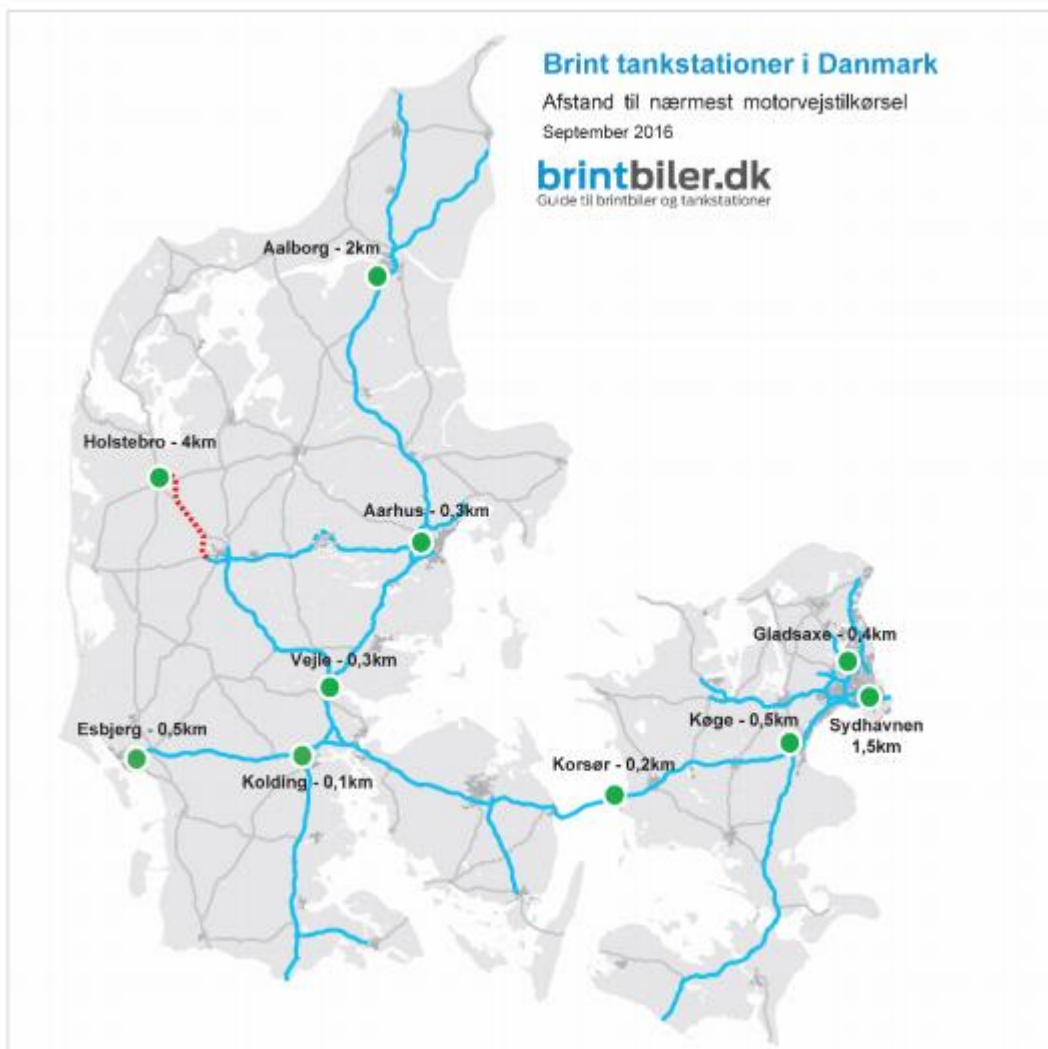 Brint tankstationer i Danmark
Afstand til nærmest motorvejstilkørsel
September 2016
brintbiler.dk
Guide til brintbiler og tankstationer
Aalborg - 2km
Holstebro - 4km
Aarhus - 0,3km
Gladsaxe - 0,4km
Vejle - 0,3km
Køge - 0,5km
Sydhavnen
1,5km
Esbjerg - 0,5km
Korsør - 0,2km
Kolding - 0,1km